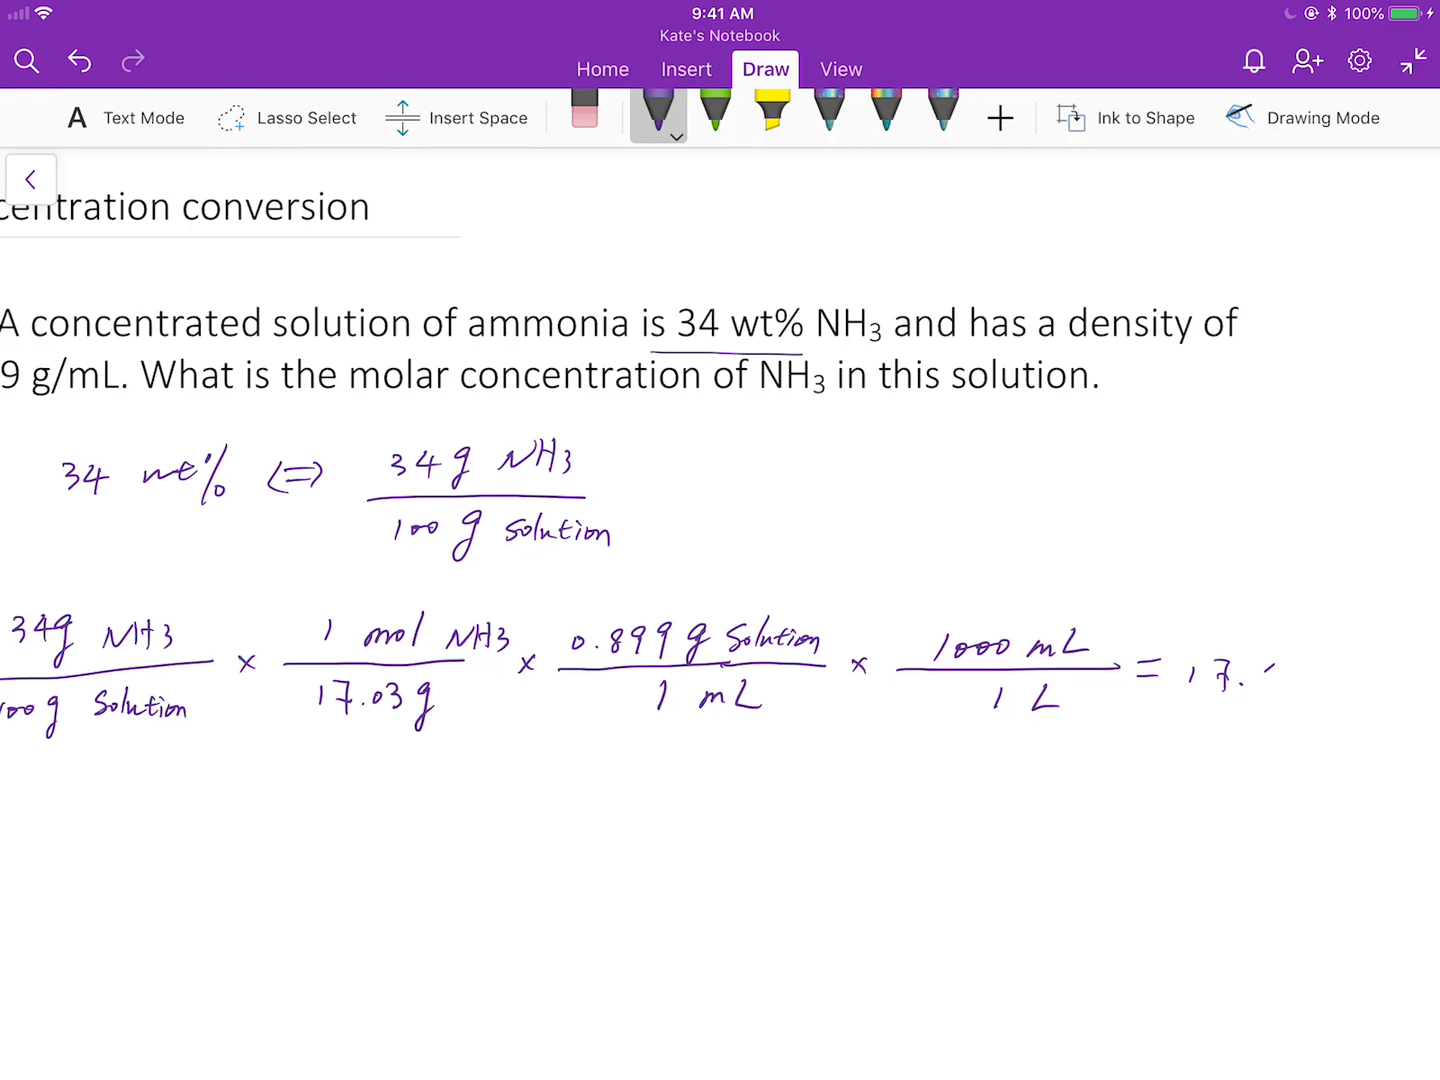 9:41 AM
100%
Kate's Notebook
Home Insert Draw View
A Text Mode Lasso Select Insert Space Ink to Shape Drawing Mode
centration conversion
A concentrated solution of ammonia is 34 wt% NH3 and has a density of
9 g/mL. What is the molar concentration of NH3 in this solution.
34 wt% <=> 34g NH3
100 g solution
34g NH3 × 1 mol NH3 × 0.899 g Solution × 1000 mL = 17.
100g Solution 17.03g 1 mL 1 L